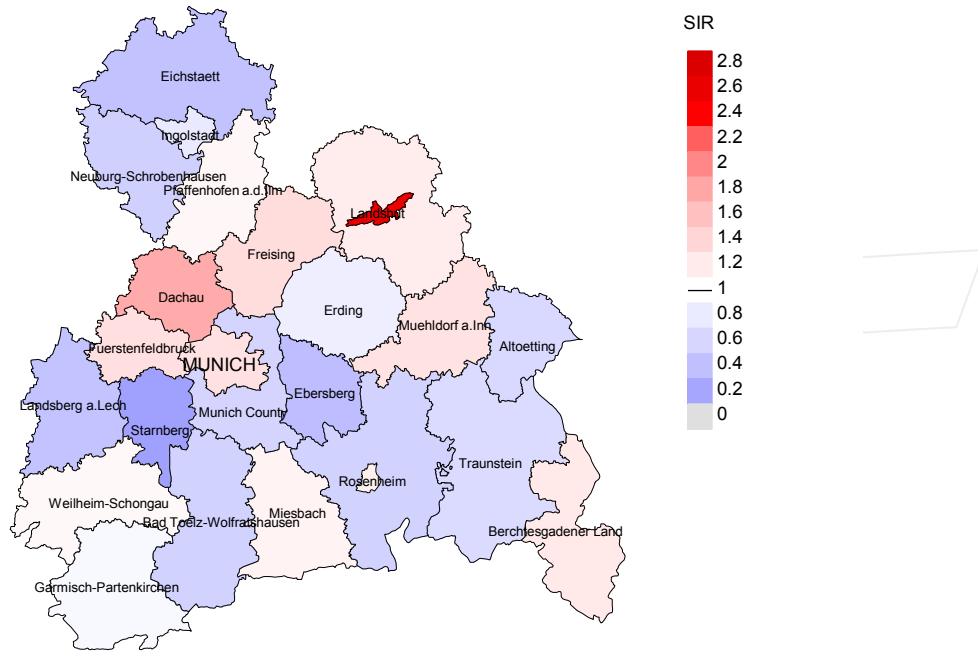 SIR
2.8
2.6
2.4
2.2
2
1.8
1.6
1.4
1.2
1
0.8
0.6
0.4
0.2
0
Eichstaett
Ingolstadt
Neuburg-Schrobenhausen
Pfaffenhofen a.d.Ilm
Landshut
Freising
Dachau
Erding
Muehldorf a.Inn
Altoetting
Fuerstenfeldbruck
MUNICH
Ebersberg
Landsberg a.Lech
Munich County
Starnberg
Traunstein
Rosenheim
Weilheim-Schongau
Miesbach
Bad Toelz-Wolfratshausen
Berchtesgadener Land
Garmisch-Partenkirchen